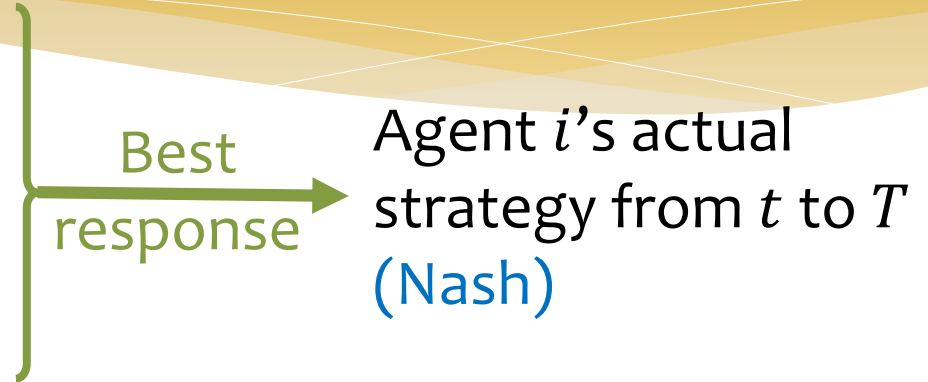 Best
response
Agent i’s actual
strategy from t to T
(Nash)